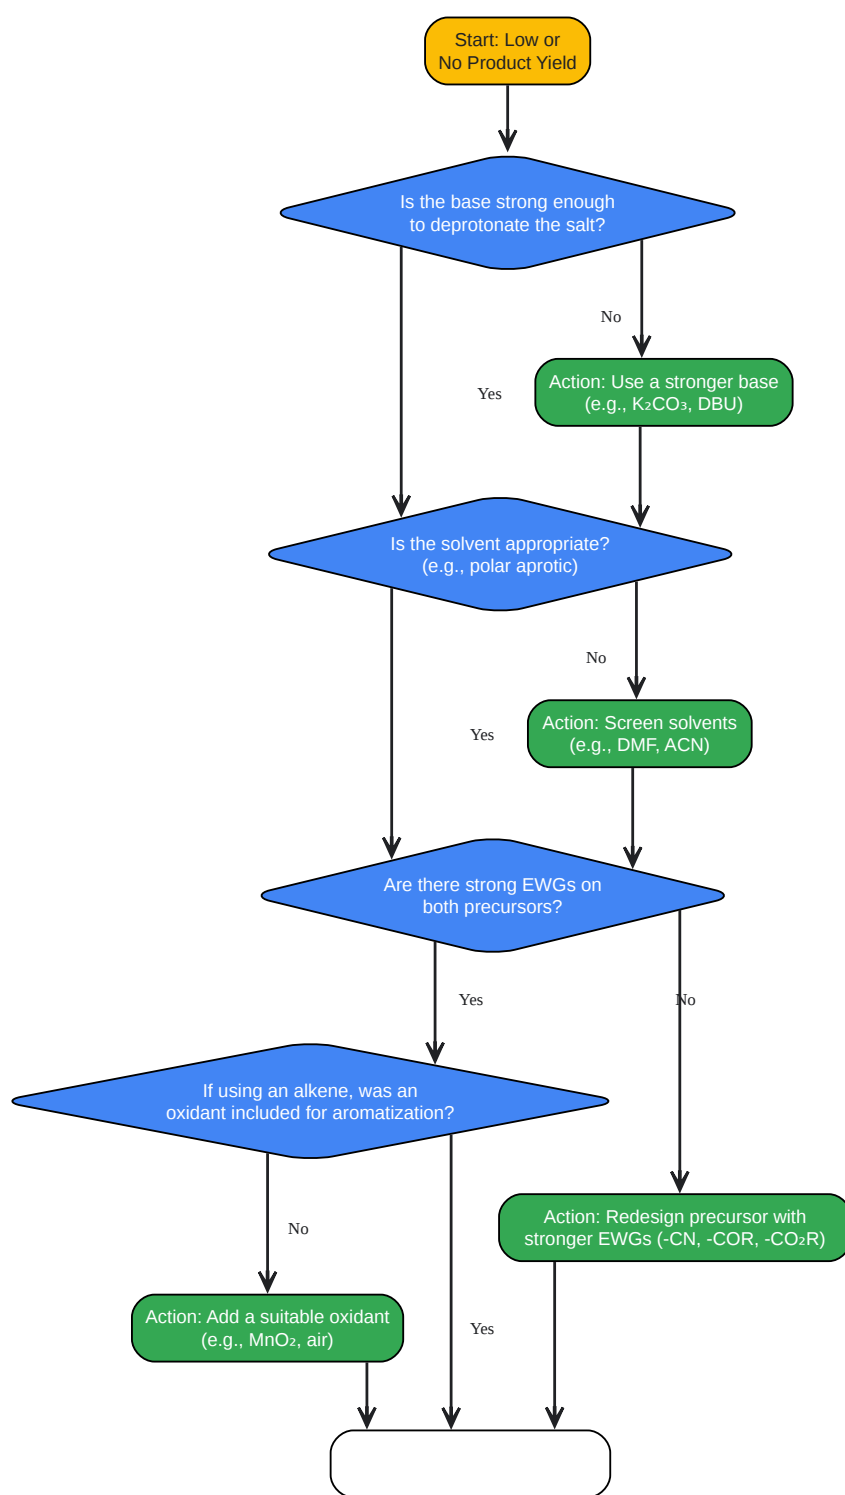 Start: Low or
No Product Yield
Is the base strong enough
to deprotonate the salt?
No
Action: Use a stronger base
(e.g., K₂CO₃, DBU)
Yes
Is the solvent appropriate?
(e.g., polar aprotic)
No
Action: Screen solvents
(e.g., DMF, ACN)
Yes
Are there strong EWGs on
both precursors?
Yes
No
If using an alkene, was an
oxidant included for aromatization?
Action: Redesign precursor with
stronger EWGs (-CN, -COR, -CO₂R)
No
Action: Add a suitable oxidant
(e.g., MnO₂, air)
Yes